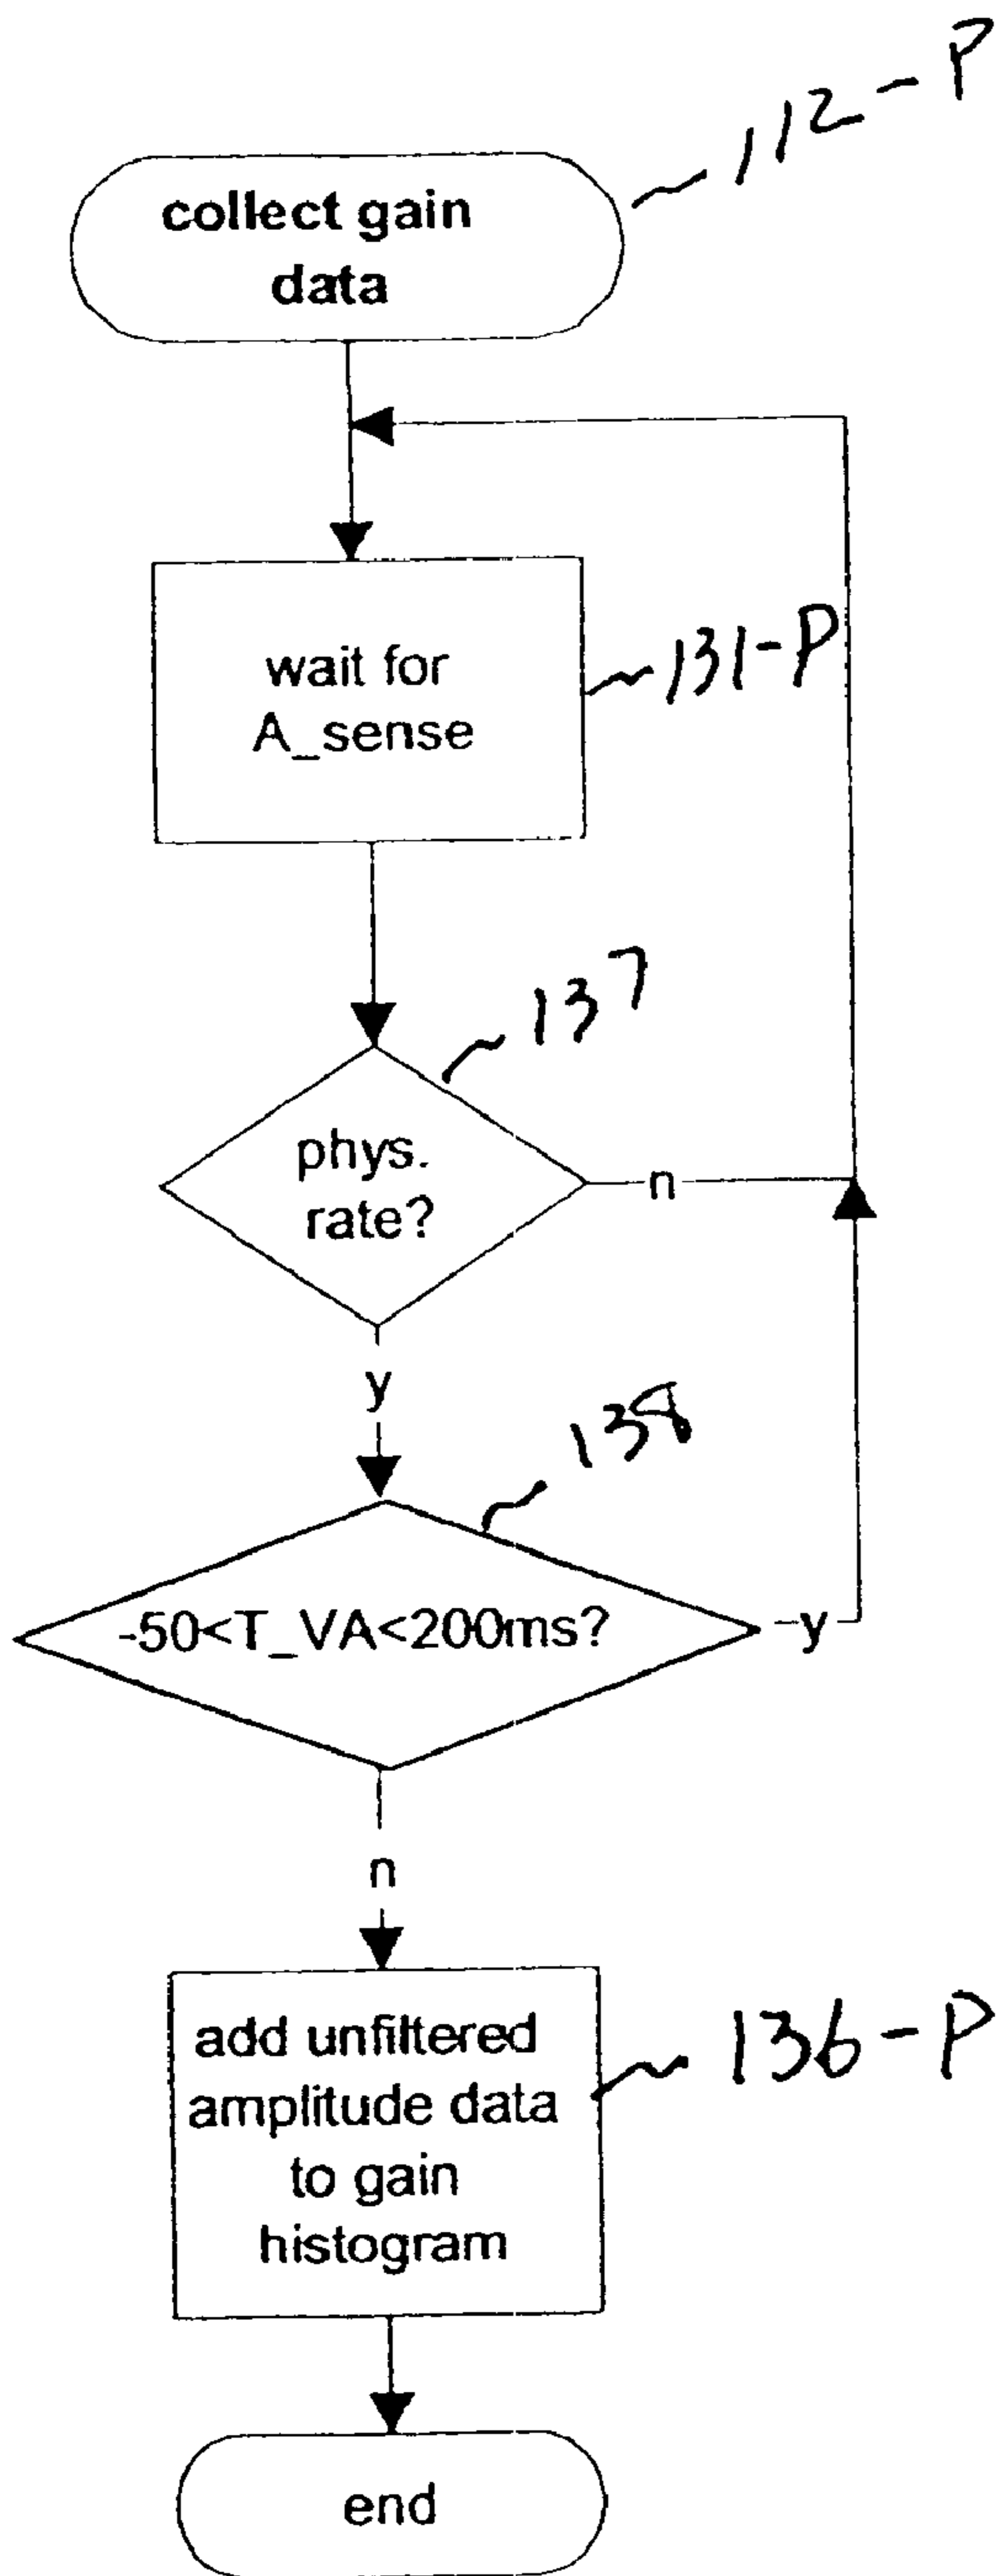 112-P
collect gain
data
wait for
A_sense
131-P
137
phys.
rate?
n
y
138
-50<T_VA<200ms?
y
n
add unfiltered
amplitude data
to gain
histogram
136-P
end